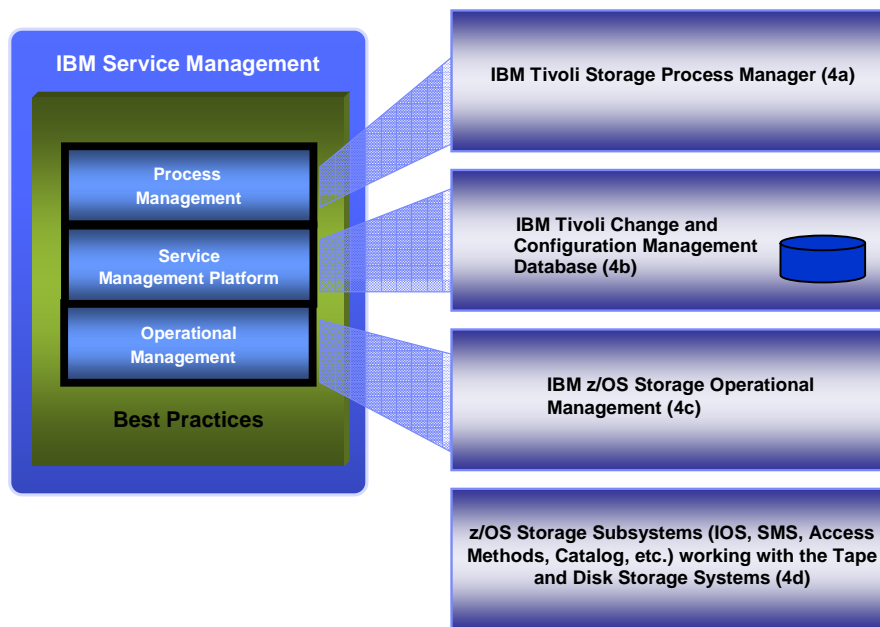 IBM Service Management
Process
Management
Service
Management Platform
Operational
Management
Best Practices
IBM Tivoli Storage Process Manager (4a)
IBM Tivoli Change and
Configuration Management
Database (4b)
IBM z/OS Storage Operational
Management (4c)
z/OS Storage Subsystems (IOS, SMS, Access
Methods, Catalog, etc.) working with the Tape
and Disk Storage Systems (4d)